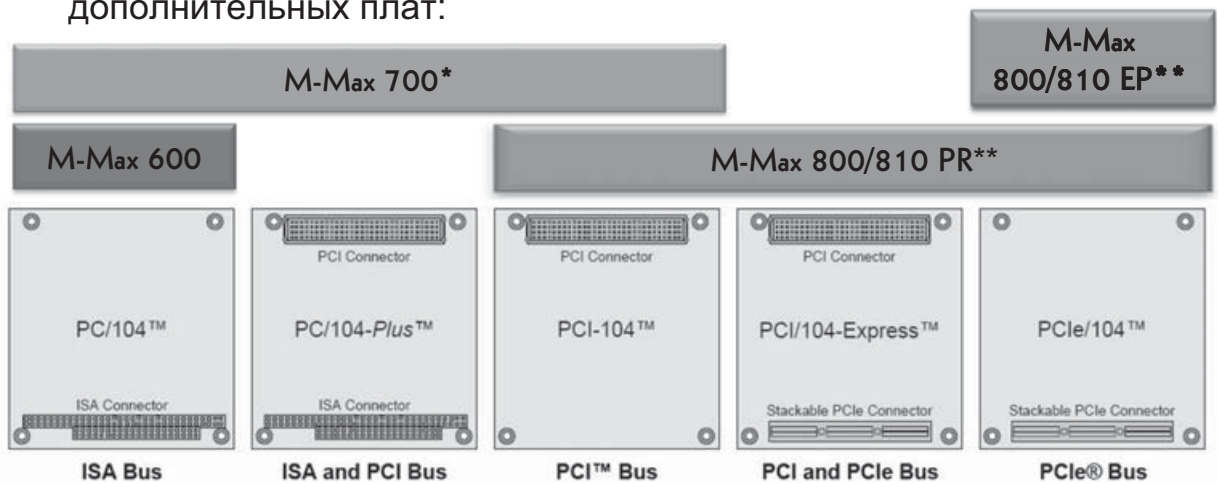 дополнительных плат:
M-Max 700*
M-Max
800/810 EP**
M-Max 600
M-Max 800/810 PR**
PCI Connector
PCI Connector
PCI Connector
PC/104™
PC/104-Plus™
PCI-104™
PCI/104-Express™
PCIe/104™
ISA Connector
ISA Connector
Stackable PCIe Connector
Stackable PCIe Connector
ISA Bus
ISA and PCI Bus
PCI™ Bus
PCI and PCIe Bus
PCIe® Bus